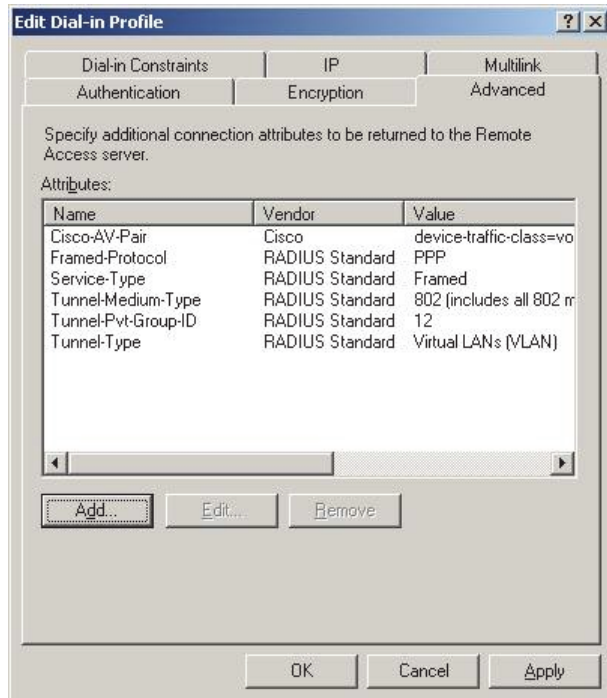 Edit Dial-in Profile
Dial-in Constraints IP Multilink
Authentication Encryption Advanced
Specify additional connection attributes to be returned to the Remote
Access server.
Attributes:
Name Vendor Value
Cisco-AV-Pair Cisco device-traffic-class=vo
Framed-Protocol RADIUS Standard PPP
Service-Type RADIUS Standard Framed
Tunnel-Medium-Type RADIUS Standard 802 (includes all 802 m
Tunnel-Pvt-Group-ID RADIUS Standard 12
Tunnel-Type RADIUS Standard Virtual LANs (VLAN)
Add... Edit... Remove
OK Cancel Apply